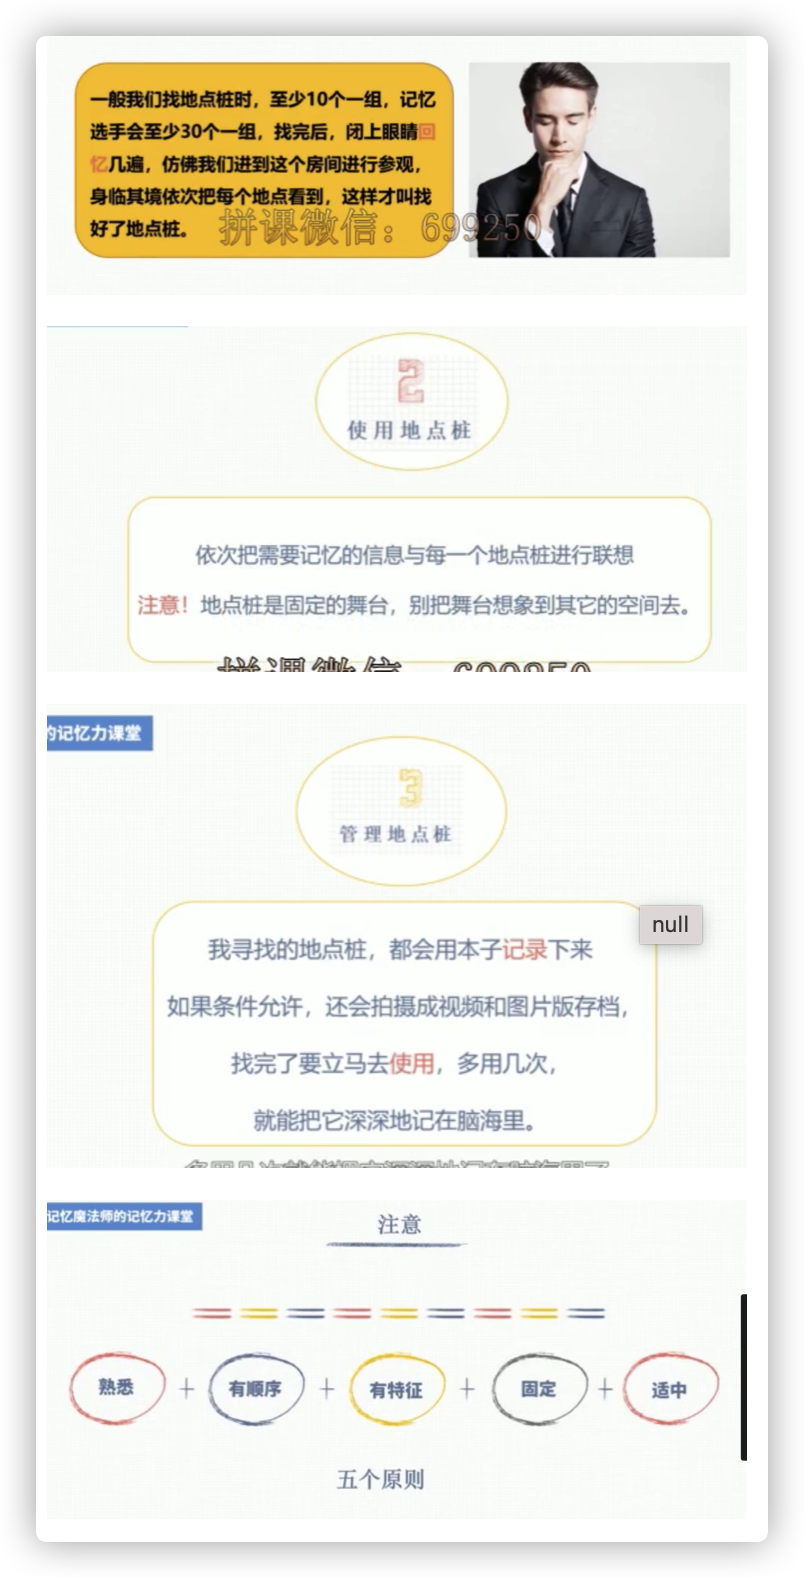 一般我们找地点桩时，至少10个一组，记忆
选手会至少30个一组，找完后，闭上眼睛回
忆几遍，仿佛我们进到这个房间进行参观，
身临其境依次把每个地点看到，这样才叫找
好了地点桩。
拼课微信：699250
2
使用地点桩
依次把需要记忆的信息与每一个地点桩进行联想
注意！地点桩是固定的舞台，别把舞台想象到其它的空间去。
拼课微信 699250
的记忆力课堂
3
管理地点桩
null
我寻找的地点桩，都会用本子记录下来
如果条件允许，还会拍摄成视频和图片版存档，
找完了要立马去使用，多用几次，
就能把它深深地记在脑海里。
记忆魔法师的记忆力课堂
注意
熟悉 + 有顺序 + 有特征 + 固定 + 适中
五个原则